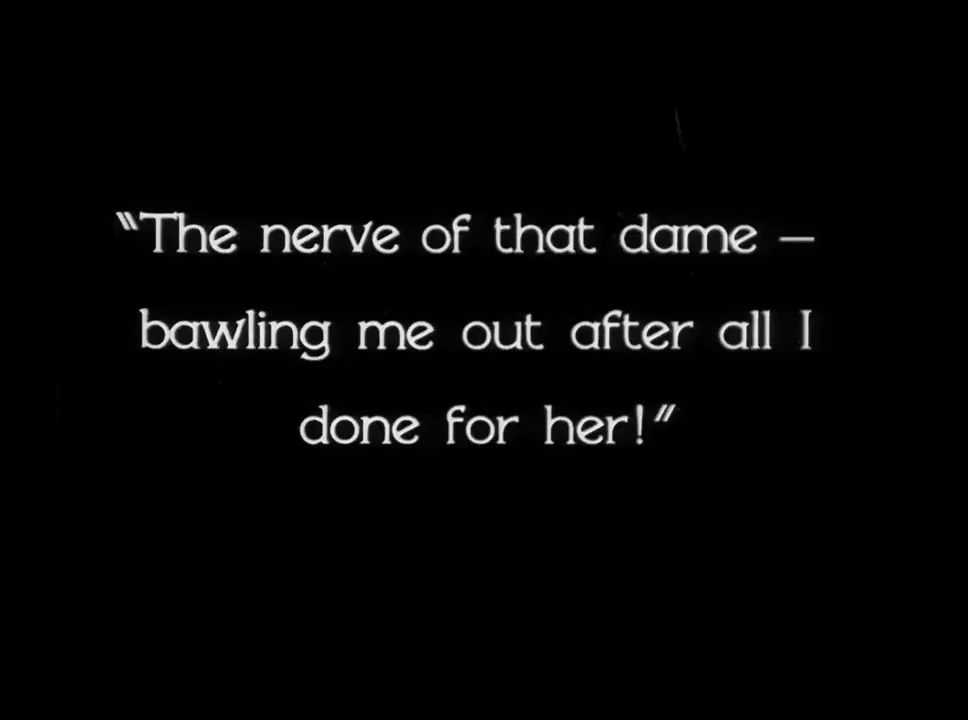 “The nerve of that dame —
bawling me out after all I
done for her!”